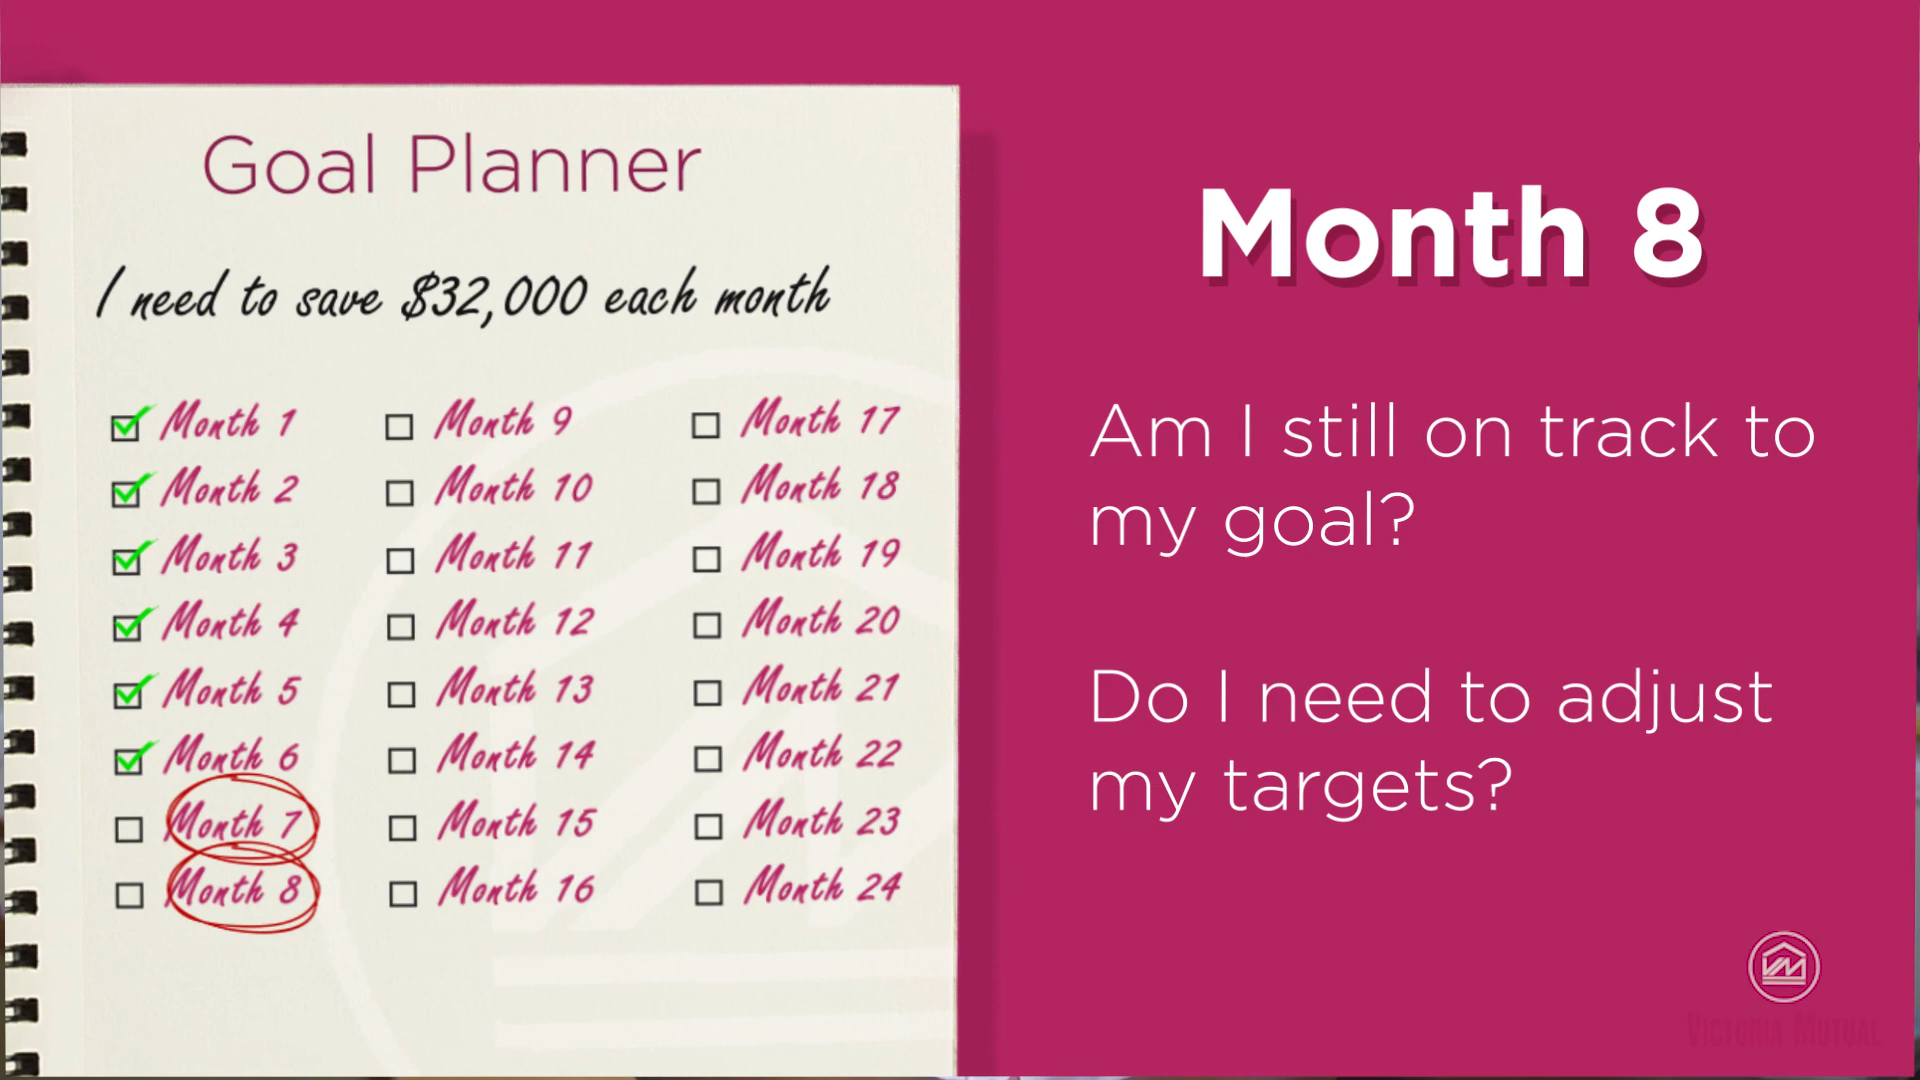 Goal Planner
I need to save $32,000 each month
Month 1
Month 2
Month 3
Month 4
Month 5
Month 6
Month 7
Month 8
Month 9
Month 10
Month 11
Month 12
Month 13
Month 14
Month 15
Month 16
Month 17
Month 18
Month 19
Month 20
Month 21
Month 22
Month 23
Month 24
Month 8
Am I still on track to
my goal?
Do I need to adjust
my targets?
VM
VICTORIA MUTUAL